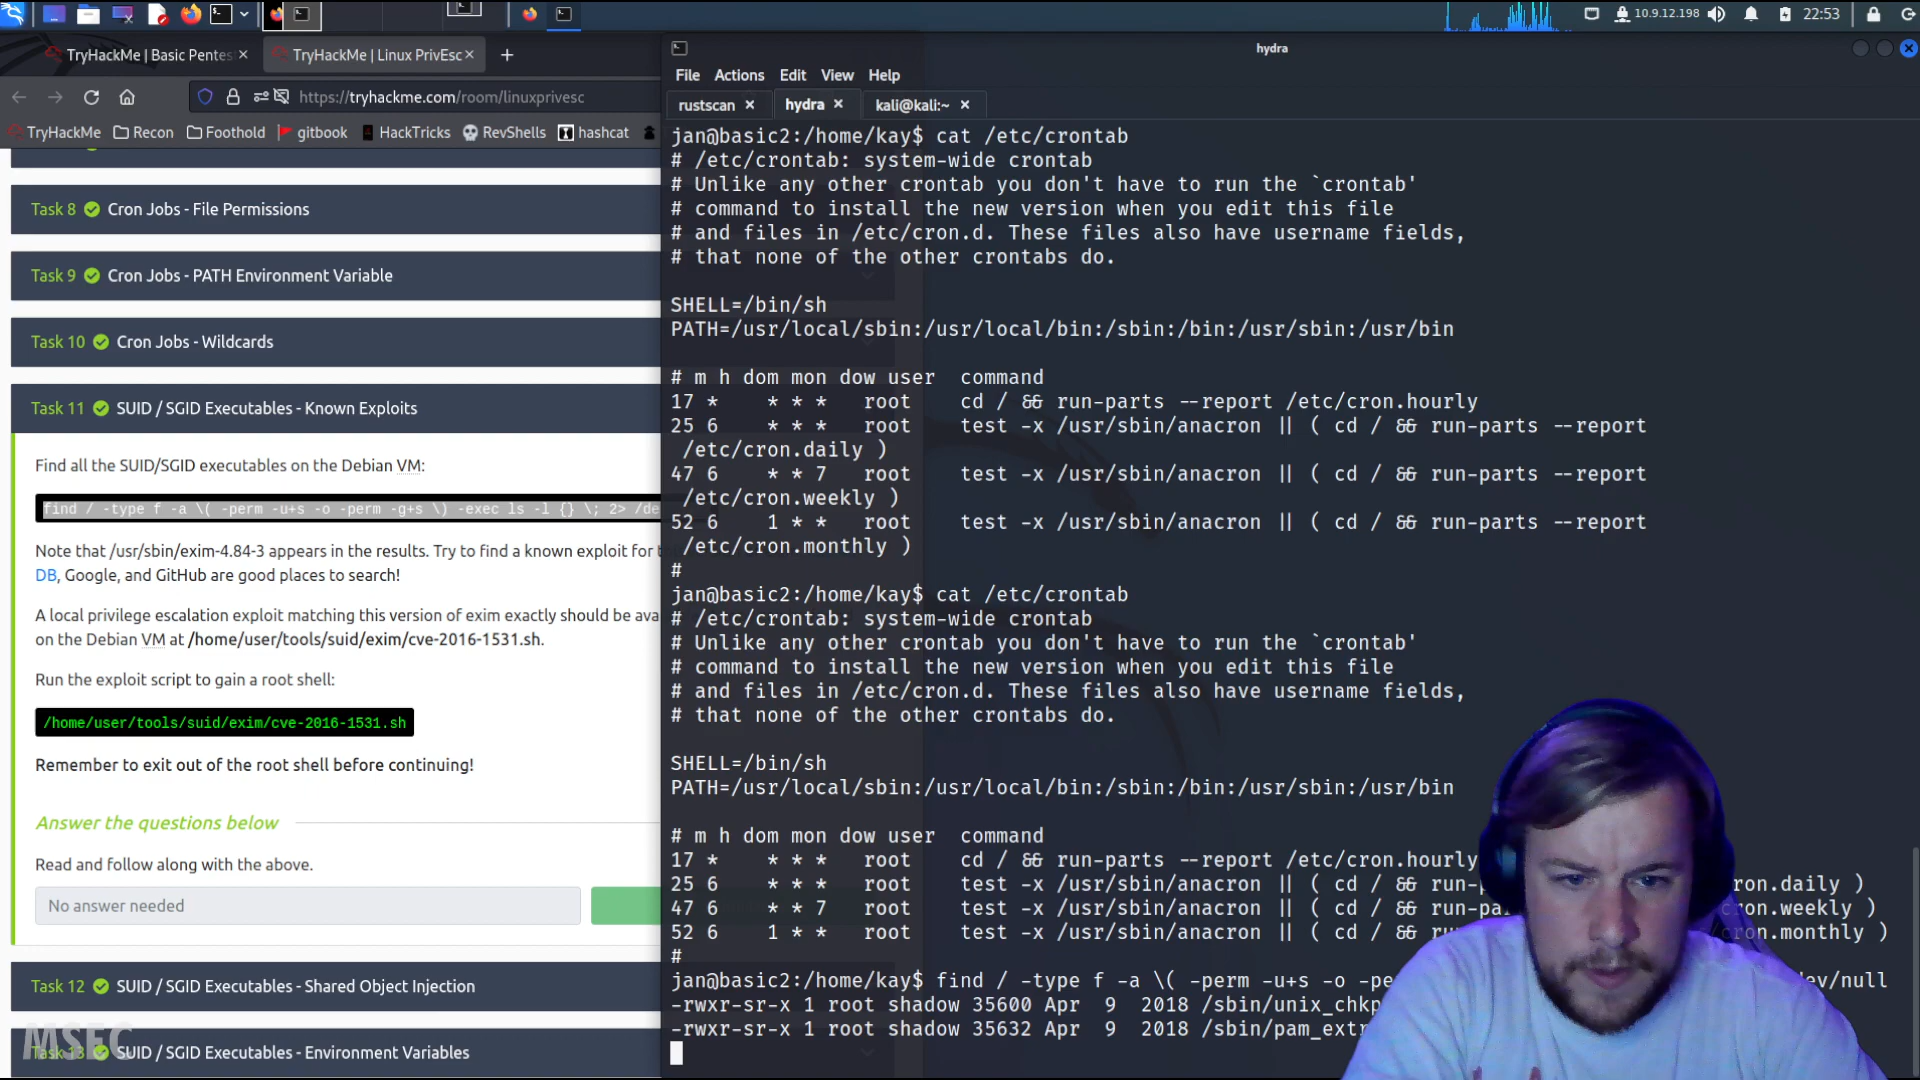 10.9.12.198
22:53
TryHackMe | Basic Pentes
TryHackMe | Linux PrivEsc
https://tryhackme.com/room/linuxprivesc
TryHackMe
Recon
Foothold
gitbook
HackTricks
RevShells
hashcat
Task 8 Cron Jobs - File Permissions
Task 9 Cron Jobs - PATH Environment Variable
Task 10 Cron Jobs - Wildcards
Task 11 SUID / SGID Executables - Known Exploits
Find all the SUID/SGID executables on the Debian VM:
find / -type f -a \( -perm -u+s -o -perm -g+s \) -exec ls -l {} \; 2> /de
Note that /usr/sbin/exim-4.84-3 appears in the results. Try to find a known exploit for
DB, Google, and GitHub are good places to search!
A local privilege escalation exploit matching this version of exim exactly should be ava
on the Debian VM at /home/user/tools/suid/exim/cve-2016-1531.sh.
Run the exploit script to gain a root shell:
/home/user/tools/suid/exim/cve-2016-1531.sh
Remember to exit out of the root shell before continuing!
Answer the questions below
Read and follow along with the above.
No answer needed
Task 12 SUID / SGID Executables - Shared Object Injection
Task 13 SUID / SGID Executables - Environment Variables
MSEC
hydra
File Actions Edit View Help
rustscan
hydra
kali@kali:~
jan@basic2:/home/kay$ cat /etc/crontab
# /etc/crontab: system-wide crontab
# Unlike any other crontab you don't have to run the `crontab'
# command to install the new version when you edit this file
# and files in /etc/cron.d. These files also have username fields,
# that none of the other crontabs do.
SHELL=/bin/sh
PATH=/usr/local/sbin:/usr/local/bin:/sbin:/bin:/usr/sbin:/usr/bin
# m h dom mon dow user  command
17 *    * * *   root    cd / && run-parts --report /etc/cron.hourly
25 6    * * *   root    test -x /usr/sbin/anacron || ( cd / && run-parts --report
/etc/cron.daily )
47 6    * * 7   root    test -x /usr/sbin/anacron || ( cd / && run-parts --report
/etc/cron.weekly )
52 6    1 * *   root    test -x /usr/sbin/anacron || ( cd / && run-parts --report
/etc/cron.monthly )
#
jan@basic2:/home/kay$ cat /etc/crontab
# /etc/crontab: system-wide crontab
# Unlike any other crontab you don't have to run the `crontab'
# command to install the new version when you edit this file
# and files in /etc/cron.d. These files also have username fields,
# that none of the other crontabs do.
SHELL=/bin/sh
PATH=/usr/local/sbin:/usr/local/bin:/sbin:/bin:/usr/sbin:/usr/bin
# m h dom mon dow user  command
17 *    * * *   root    cd / && run-parts --report /etc/cron.hourly
25 6    * * *   root    test -x /usr/sbin/anacron || ( cd / && run-pa cron.daily )
47 6    * * 7   root    test -x /usr/sbin/anacron || ( cd / && run-pa cron.weekly )
52 6    1 * *   root    test -x /usr/sbin/anacron || ( cd / && run-pa cron.monthly )
#
jan@basic2:/home/kay$ find / -type f -a \( -perm -u+s -o -pe dev/null
-rwxr-sr-x 1 root shadow 35600 Apr  9  2018 /sbin/unix_chkp
-rwxr-sr-x 1 root shadow 35632 Apr  9  2018 /sbin/pam_extr